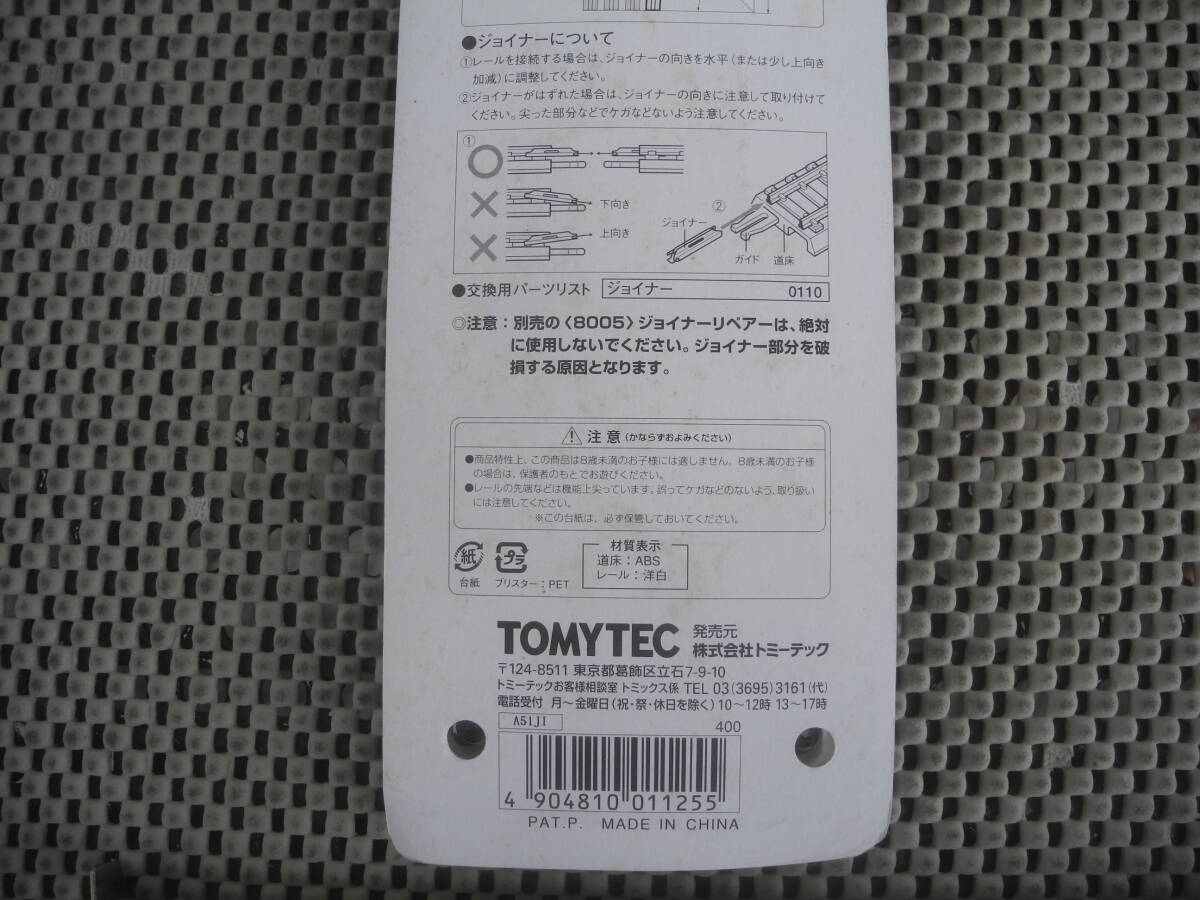 ●ジョイナーについて
①レールを接続する場合は、ジョイナーの向きを水平(または少し上向き
加減)に調整してください。
②ジョイナーがはずれた場合は、ジョイナーの向きに注意して取り付けて
ください。尖った部分などでケガなどないよう注意してください。
①
下向き
上向き
②
ジョイナー
ガイド 道床
●交換用パーツリスト ジョイナー 0110
◎注意:別売の〈8005〉ジョイナーリペアーは、絶対
に使用しないでください。ジョイナー部分を破
損する原因となります。
注意(かならずおよみください)
●商品特性上、この商品は8歳未満のお子様には適しません。8歳未満のお子様
の場合は、保護者のもとでお遊びください。
●レールの先端などは機能上尖っています。誤ってケガなどのないよう、取り扱い
には注意してください。
※この台紙は、必ず保管しておいてください。
紙 プラ
台紙 ブリスター:PET
材質表示
道床:ABS
レール:洋白
TOMYTEC 発売元
株式会社トミーテック
〒124-8511 東京都葛飾区立石7-9-10
トミーテックお客様相談室 トミックス係 TEL 03(3695)3161(代)
電話受付 月〜金曜日(祝・祭・休日を除く)10〜12時 13〜17時
A51J1 400
4 904810 011255
PAT.P. MADE IN CHINA